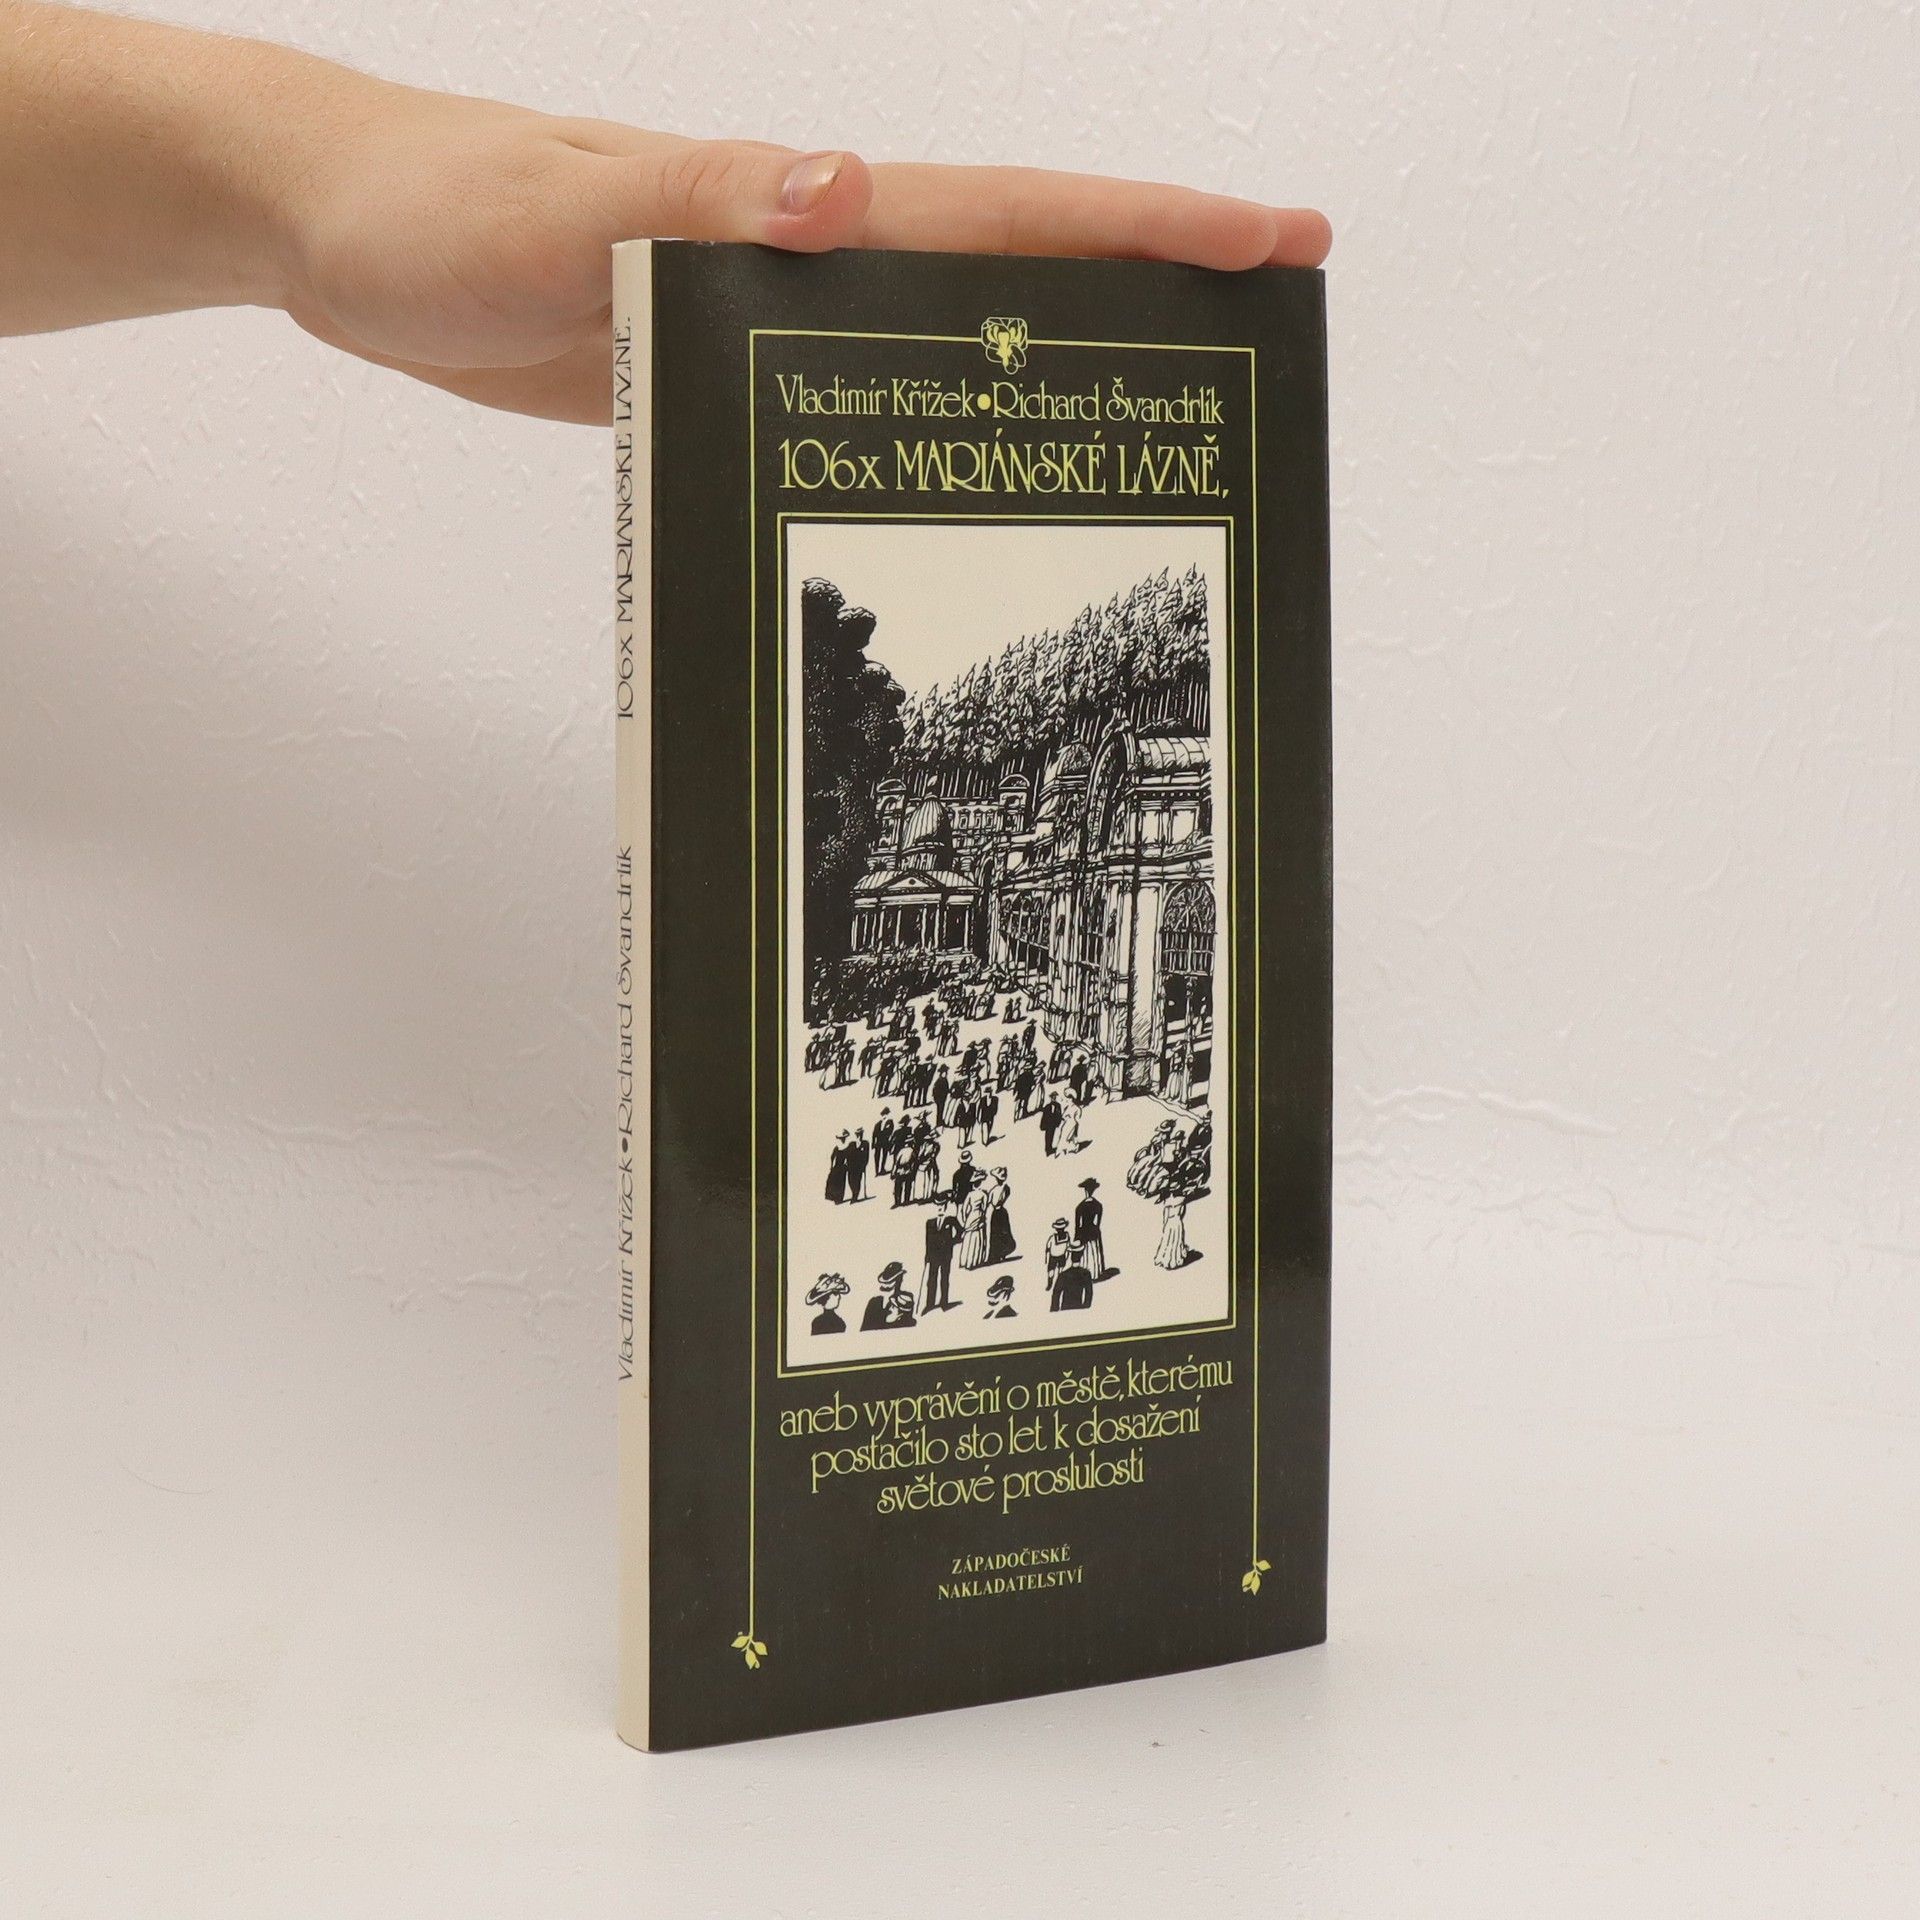 Vladimír Křížek•Richard Švandrlík
106x MARIÁNSKÉ LÁZNĚ,
aneb vyprávění o městě, kterému
postačilo sto let k dosažení
světové proslulosti
ZÁPADOČESKÉ
NAKLADATELSTVÍ
Vladimír Křížek•Richard Švandrlík 106x MARIÁNSKÉ LÁZNĚ.